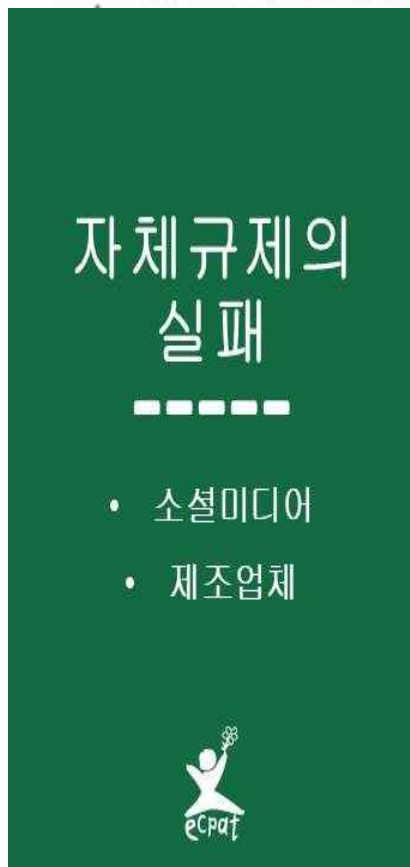 자체규제의
실패
• 소셜미디어
• 제조업체
ecpat